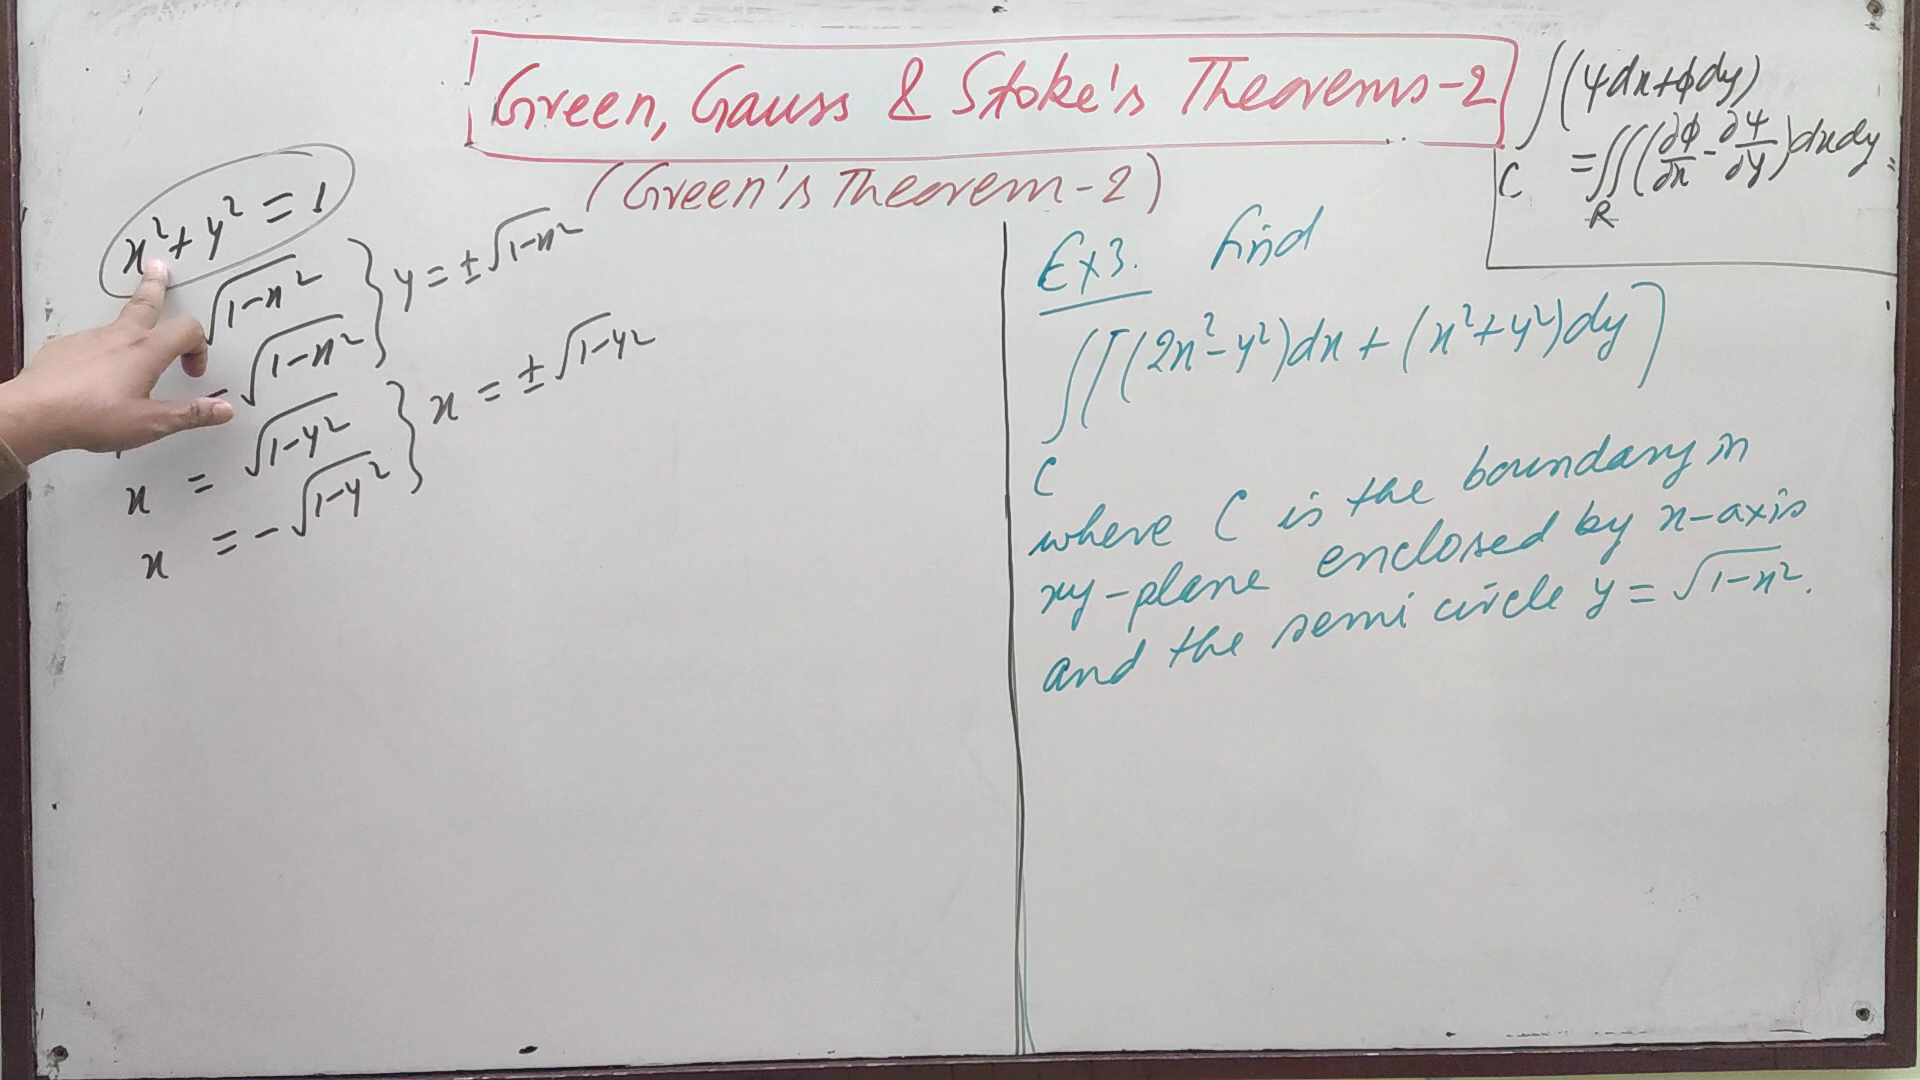 Green, Gauss & Stoke's Theorems-2
(Green's Theorem-2)
∫(ψdx+ϕdy)
C =∬(∂ϕ/∂x - ∂ψ/∂y)dxdy
R
x²+y²=1
√1-x²
-√1-x²
} y = ±√1-x²
x = √1-y²
x = -√1-y²
} x = ±√1-y²
Ex3. Find
∫[(2x²-y²)dx+(x²+y²)dy]
C
where C is the boundary in
xy-plane enclosed by x-axis
and the semi circle y = √1-x².